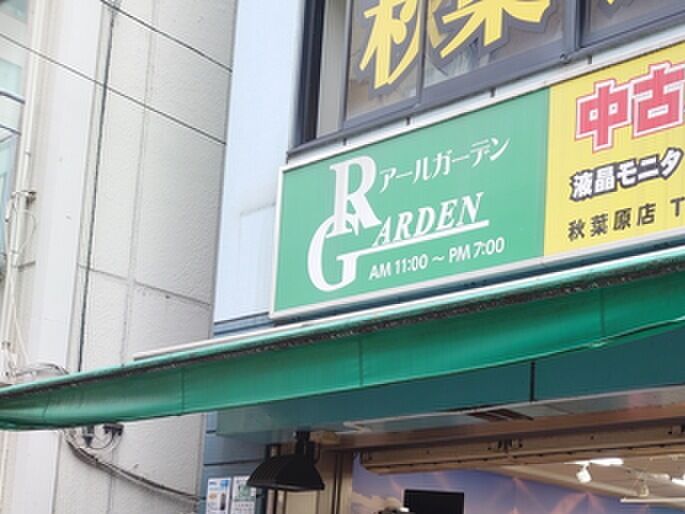 秋葉
R アールガーデン
GARDEN
AM 11:00 ～ PM 7:00
中古
液晶モニタ
秋葉原店 T